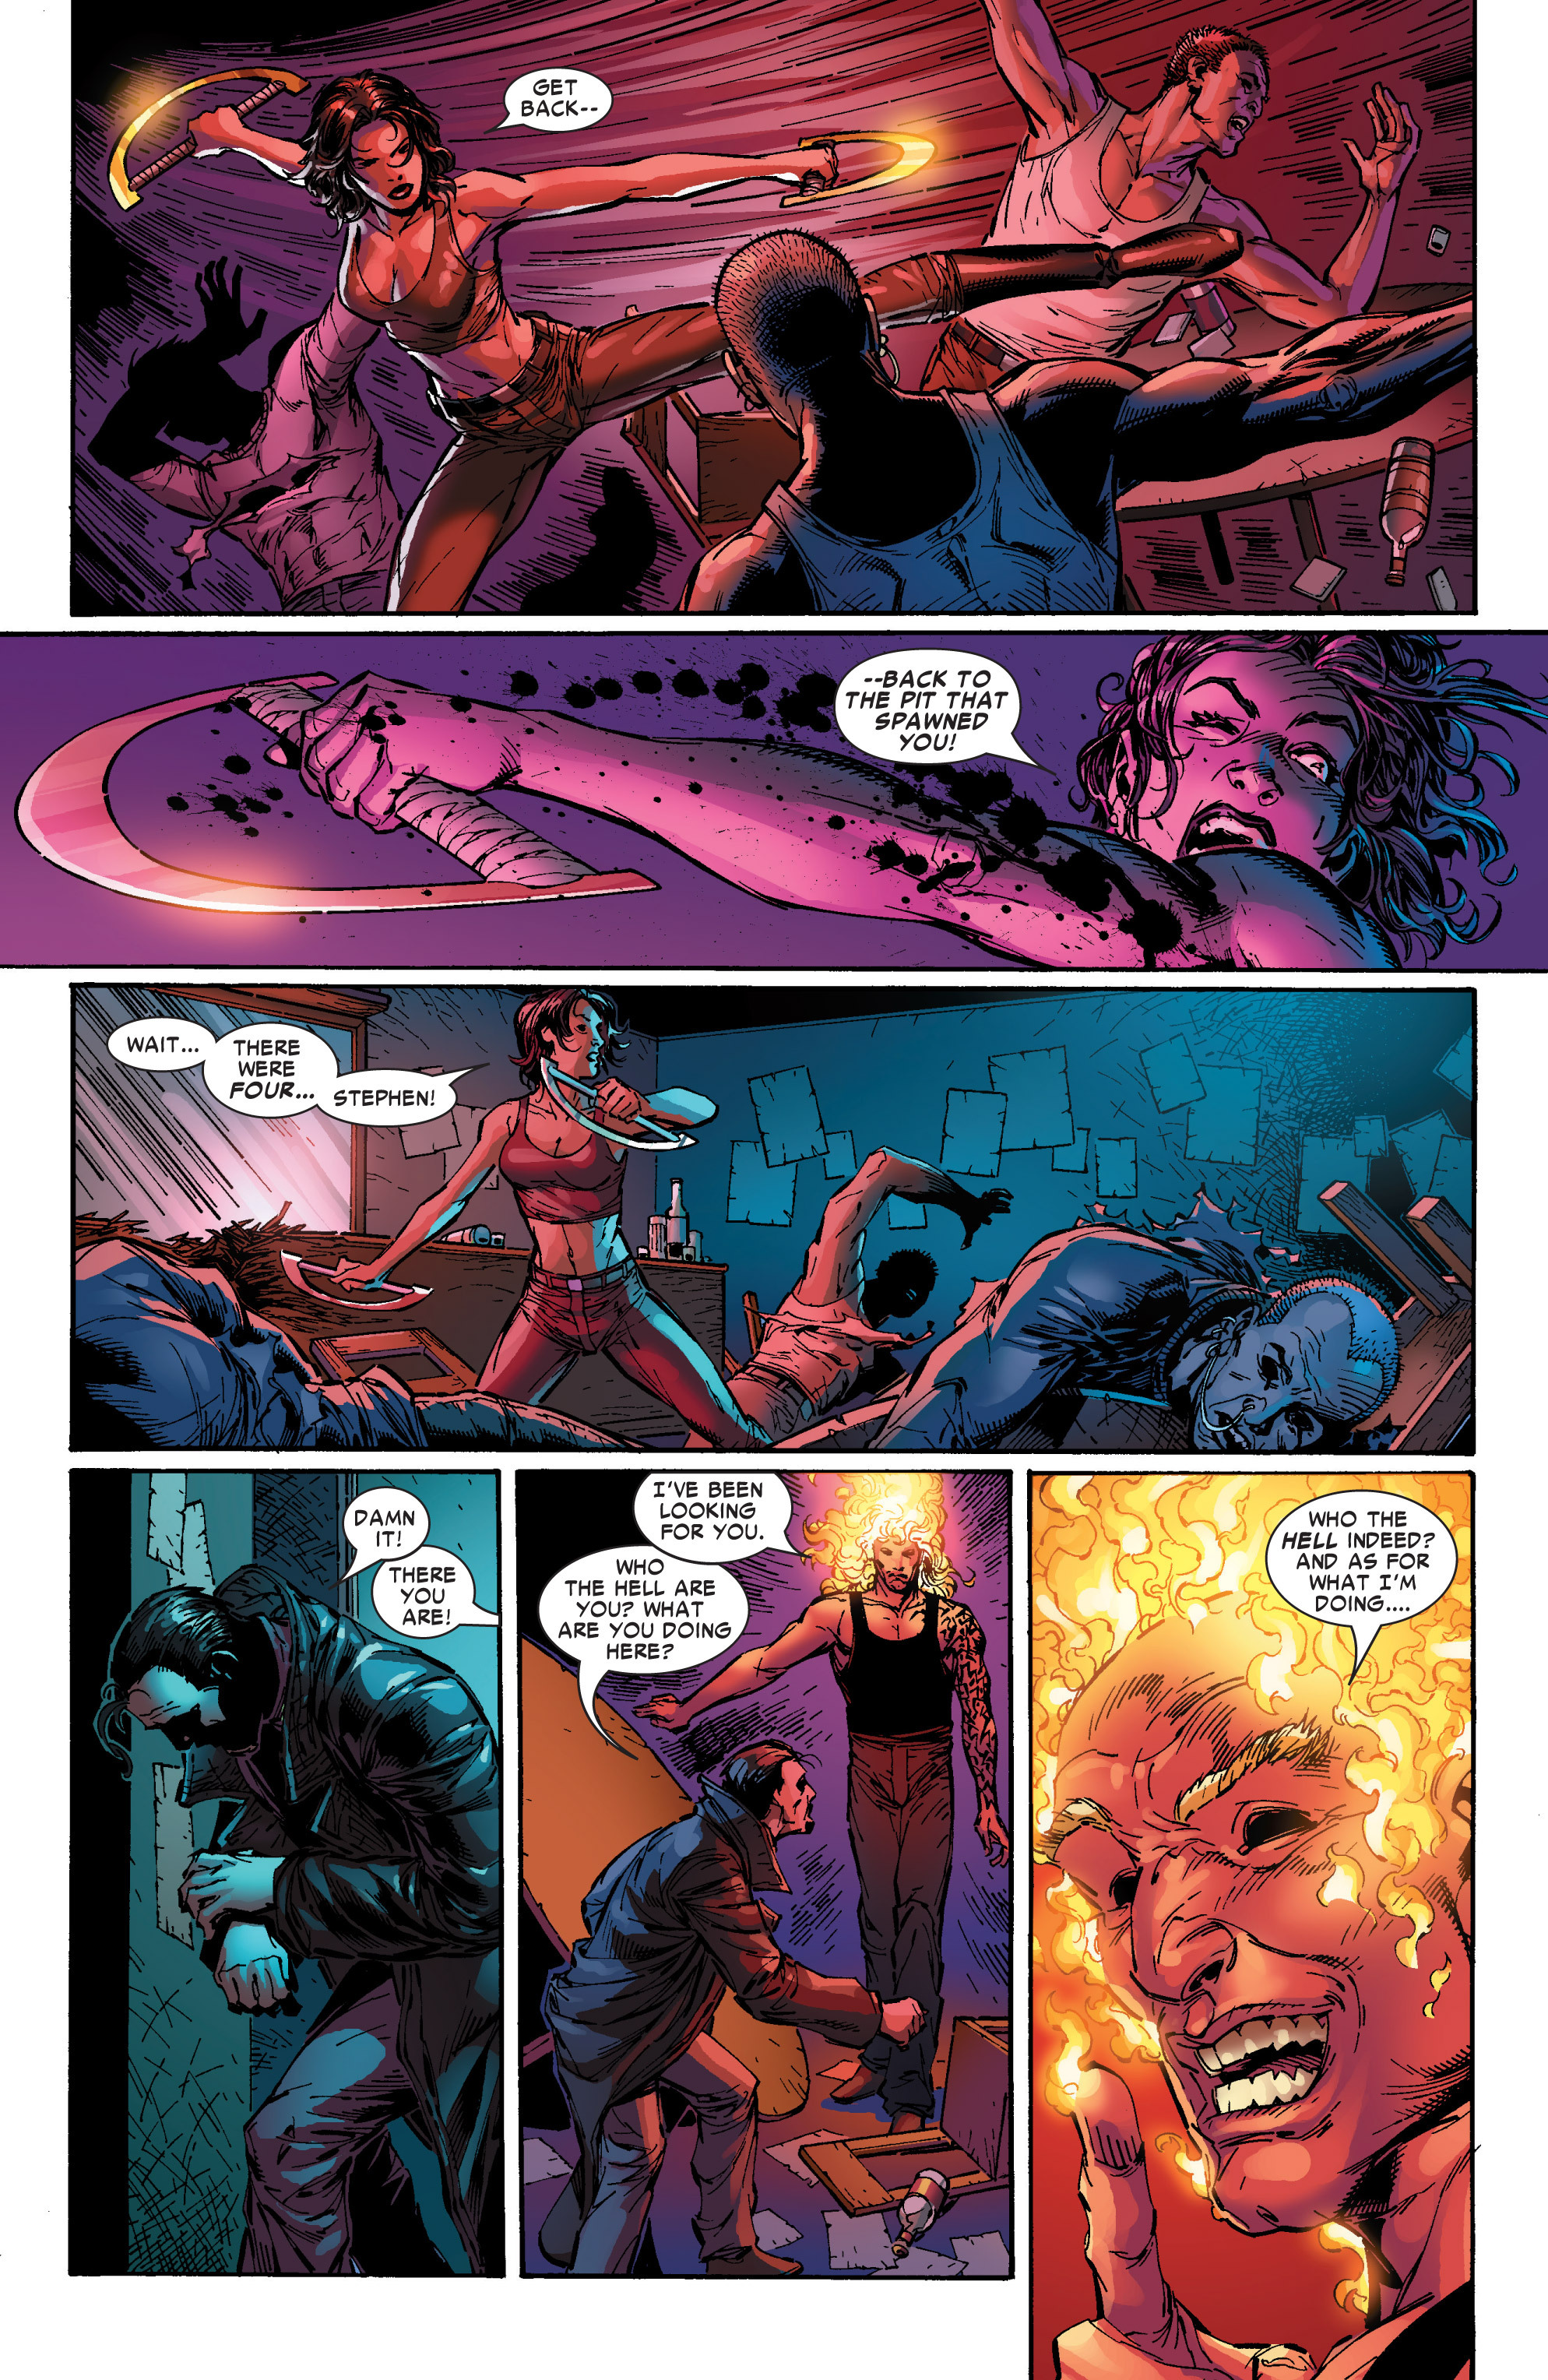 GET
BACK--
--BACK TO
THE PIT THAT
SPAWNED
YOU!
WAIT...
THERE
WERE
FOUR...
STEPHEN!
DAMN
IT!
THERE
YOU
ARE!
I'VE BEEN
LOOKING
FOR YOU.
WHO
THE HELL ARE
YOU? WHAT
ARE YOU DOING
HERE?
WHO THE
HELL INDEED?
AND AS FOR
WHAT I'M
DOING....